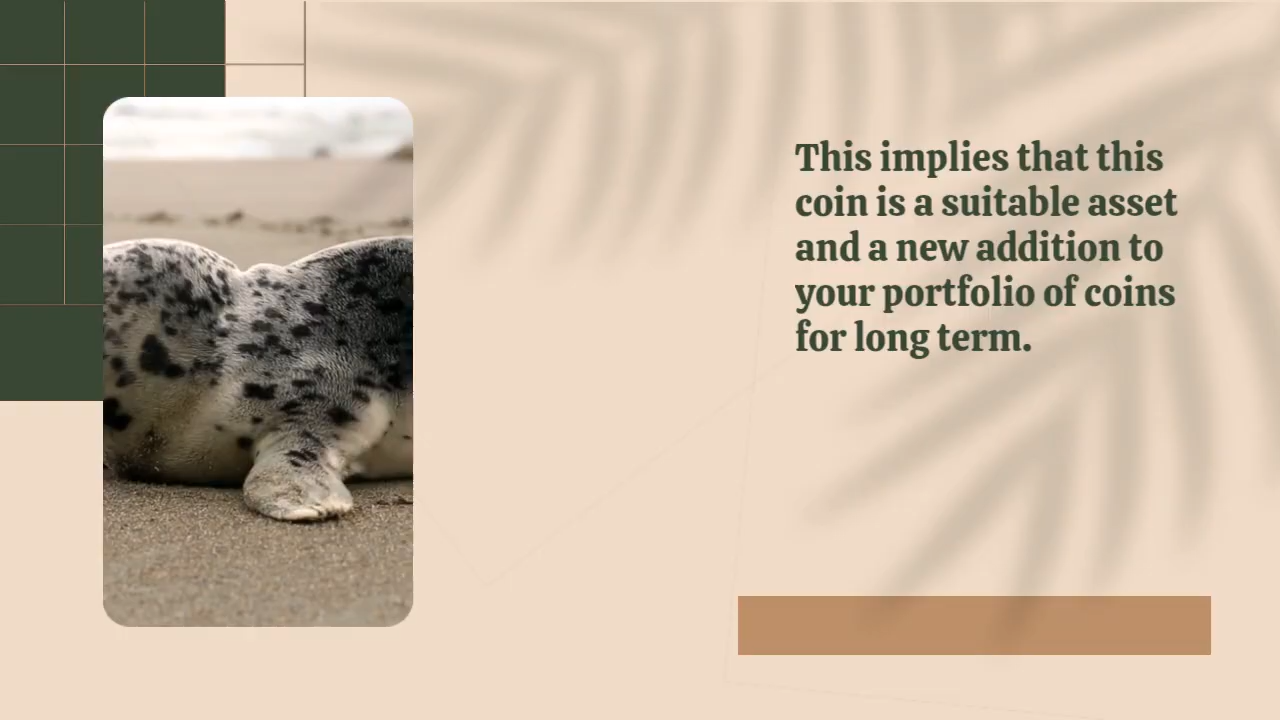 This implies that this
coin is a suitable asset
and a new addition to
your portfolio of coins
for long term.